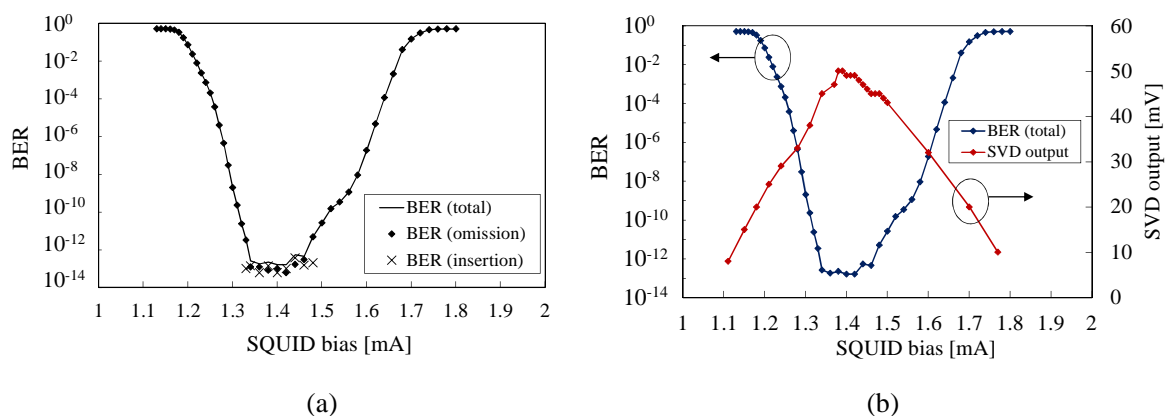 10^0
10^-2
10^-4
10^-6
10^-8
10^-10
10^-12
10^-14
BER
BER (total)
BER (omission)
BER (insertion)
1 1.1 1.2 1.3 1.4 1.5 1.6 1.7 1.8 1.9 2
SQUID bias [mA]
(a)
10^0
10^-2
10^-4
10^-6
10^-8
10^-10
10^-12
10^-14
BER
BER (total)
SVD output
60
50
40
30
20
10
0
SVD output [mV]
1 1.1 1.2 1.3 1.4 1.5 1.6 1.7 1.8 1.9 2
SQUID bias [mA]
(b)